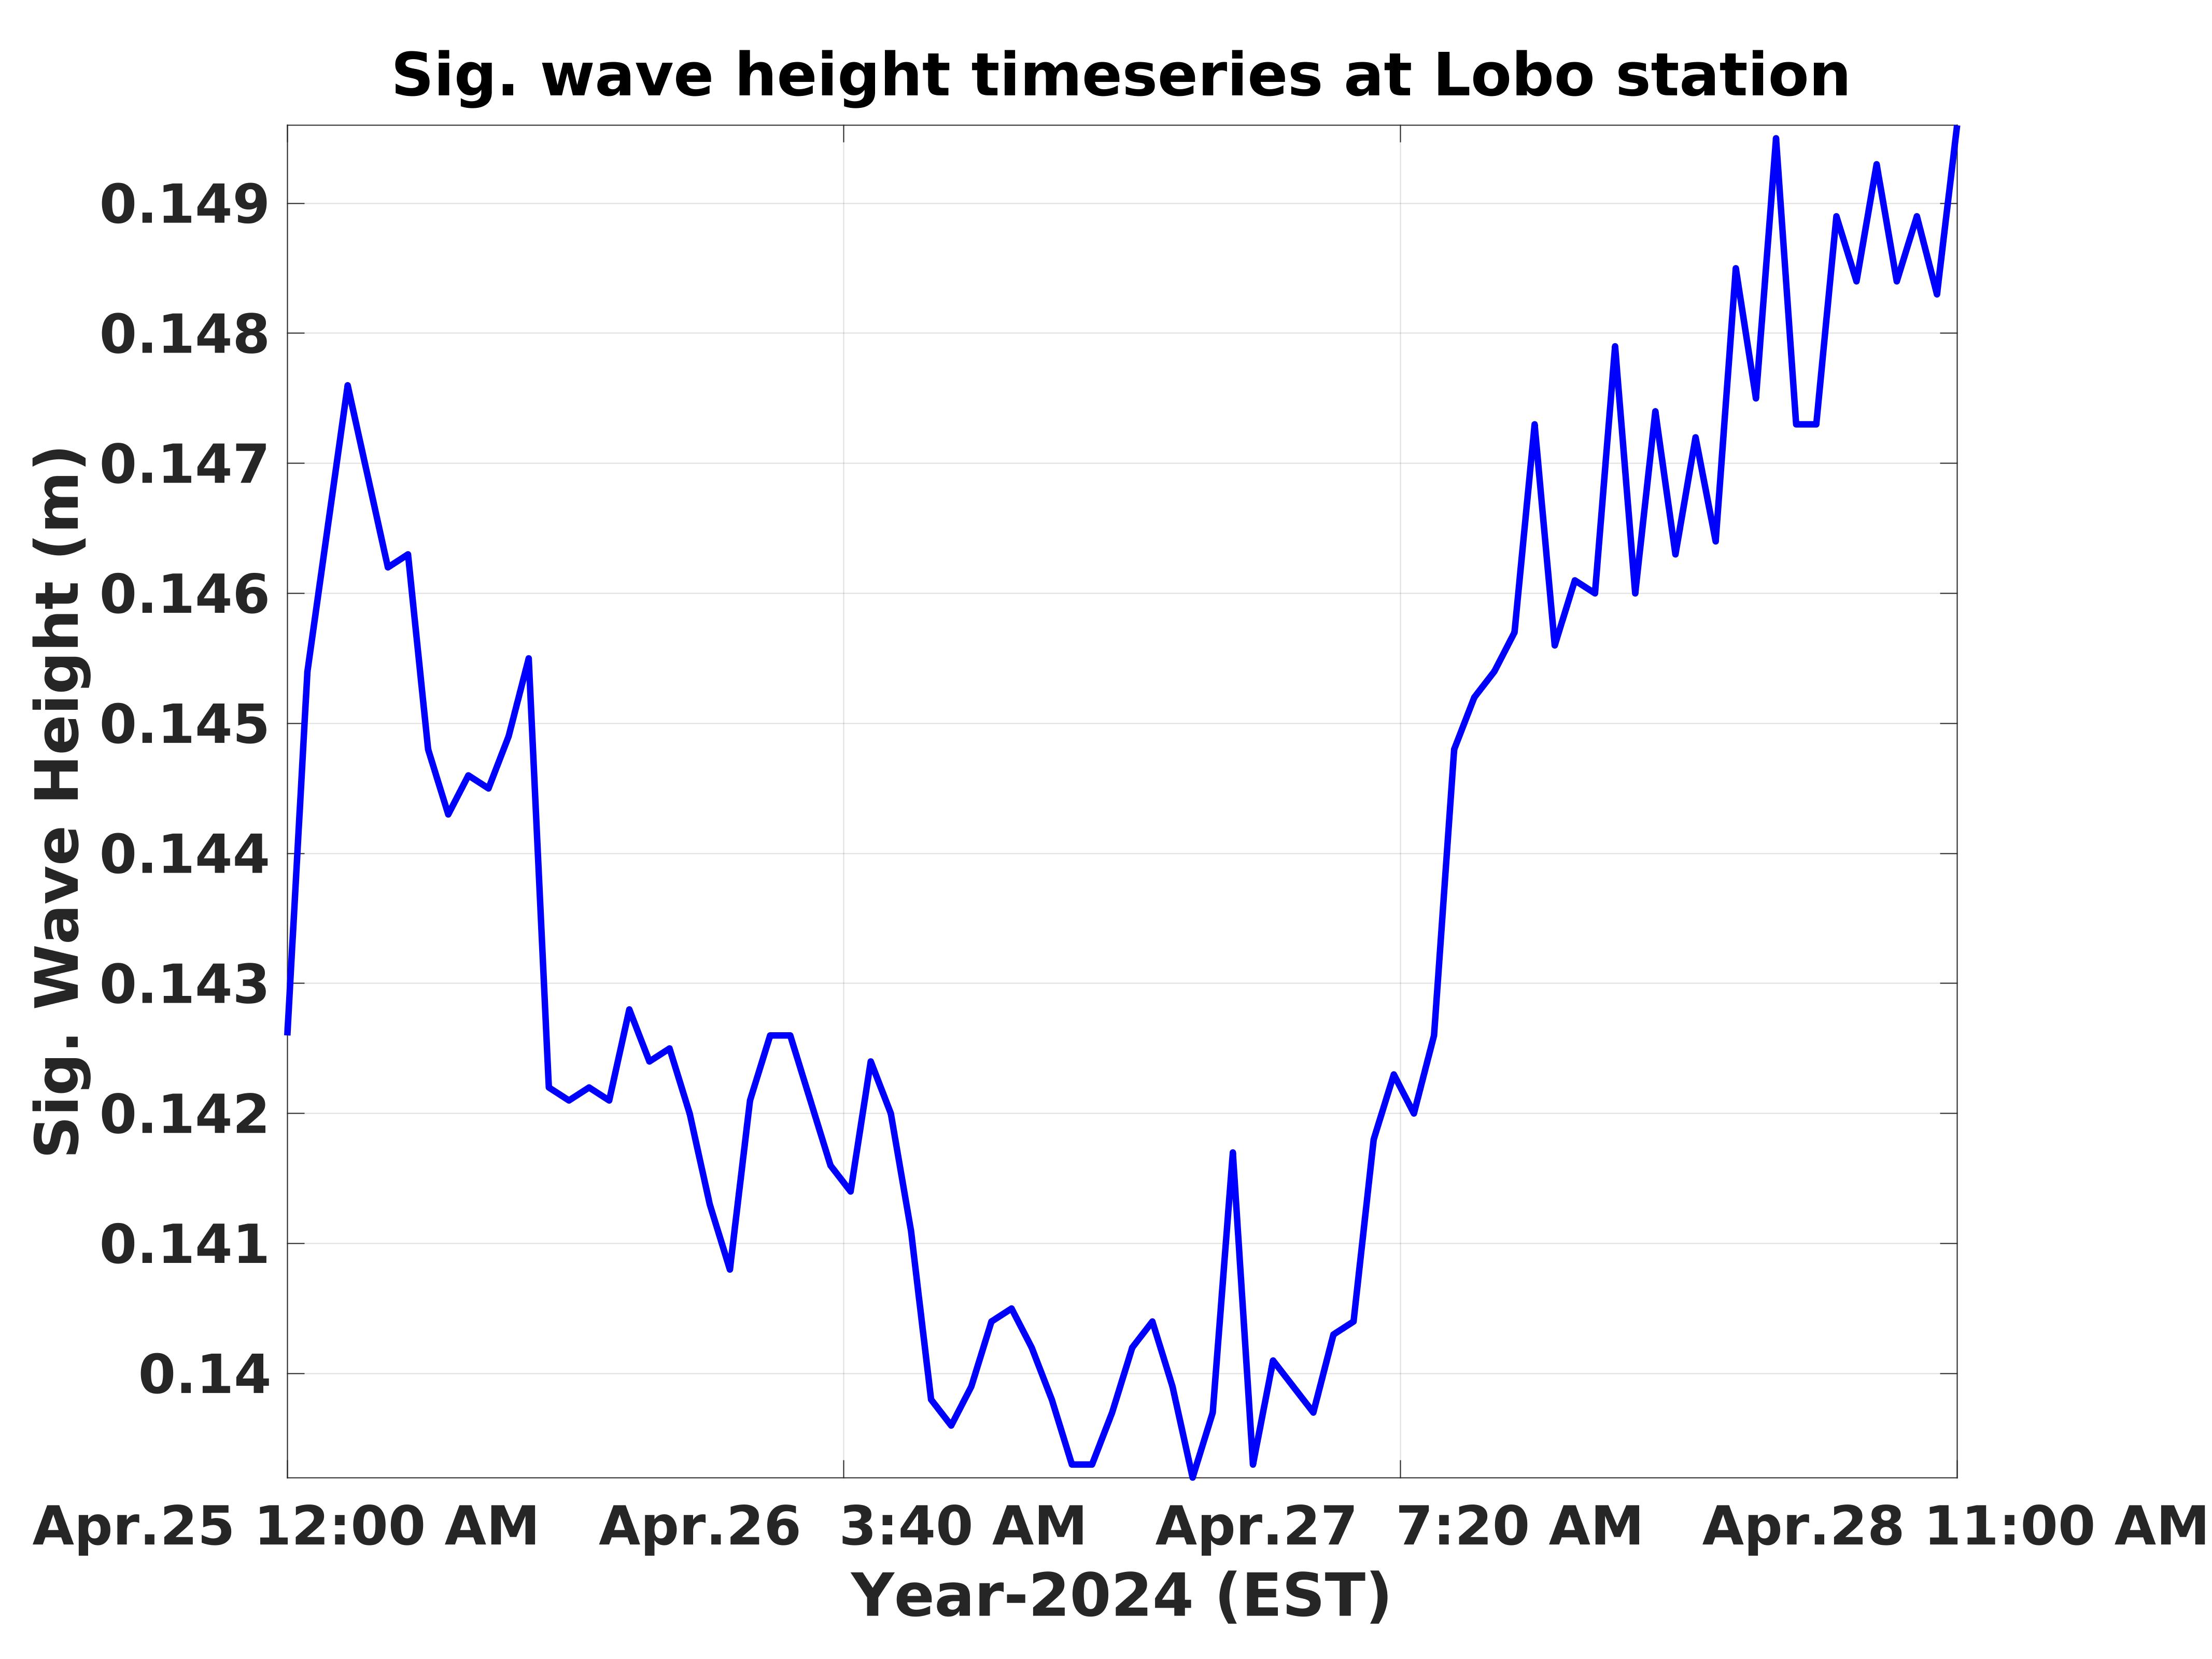 Sig. wave height timeseries at Lobo station
Sig. Wave Height (m)
0.149
0.148
0.147
0.146
0.145
0.144
0.143
0.142
0.141
0.14
Apr.25 12:00 AM Apr.26 3:40 AM Apr.27 7:20 AM Apr.28 11:00 AM
Year-2024 (EST)